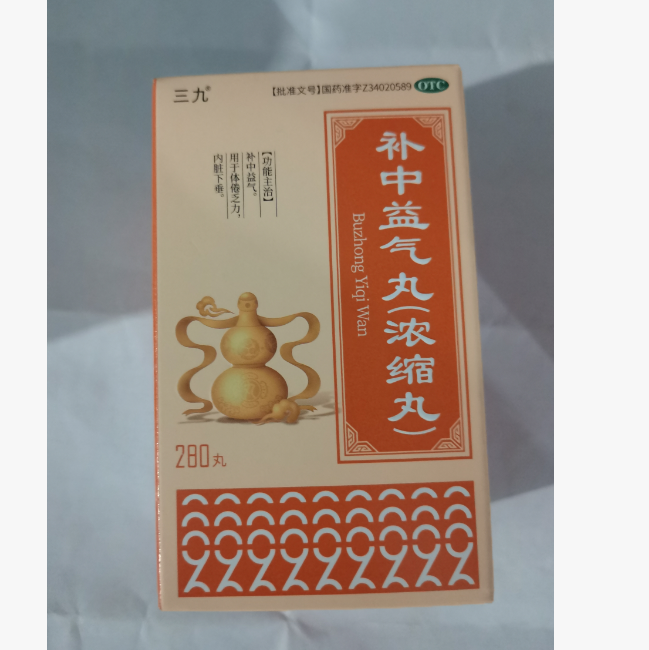 三九®
【批准文号】国药准字Z34020589 OTC
补中益气丸(浓缩丸)
Buzhong Yiqi Wan
【功能主治】
补中益气。
用于体倦乏力,
内脏下垂。
280丸